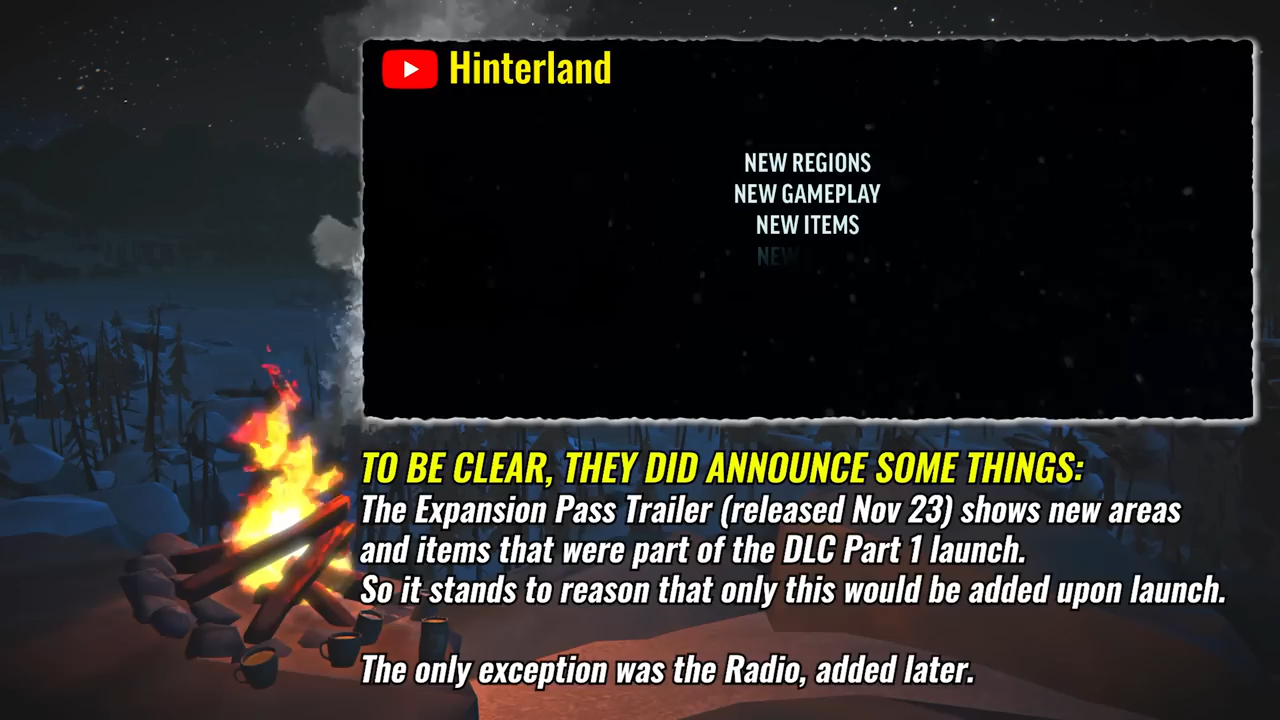 Hinterland
NEW REGIONS
NEW GAMEPLAY
NEW ITEMS
NEW
TO BE CLEAR, THEY DID ANNOUNCE SOME THINGS:
The Expansion Pass Trailer (released Nov 23) shows new areas
and items that were part of the DLC Part 1 launch.
So it stands to reason that only this would be added upon launch.
The only exception was the Radio, added later.